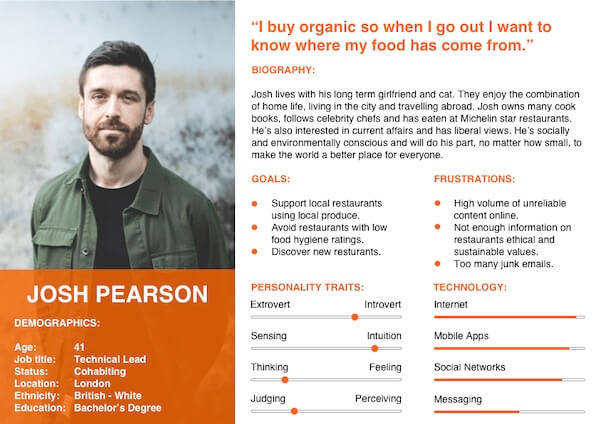 “I buy organic so when I go out I want to
know where my food has come from.”
BIOGRAPHY:
Josh lives with his long term girlfriend and cat. They enjoy the combination
of home life, living in the city and travelling abroad. Josh owns many cook
books, follows celebrity chefs and has eaten at Michelin star restaurants.
He’s also interested in current affairs and has liberal views. He’s socially
and environmentally conscious and will do his part, no matter how small, to
make the world a better place for everyone.
GOALS:
Support local restaurants
using local produce.
Avoid restaurants with low
food hygiene ratings.
Discover new resturants.
FRUSTRATIONS:
High volume of unreliable
content online.
Not enough information on
restaurants ethical and
sustainable values.
Too many junk emails.
JOSH PEARSON
DEMOGRAPHICS:
Age: 41
Job title: Technical Lead
Status: Cohabiting
Location: London
Ethnicity: British - White
Education: Bachelor’s Degree
PERSONALITY TRAITS:
Extrovert Introvert
Sensing Intuition
Thinking Feeling
Judging Perceiving
TECHNOLOGY:
Internet
Mobile Apps
Social Networks
Messaging